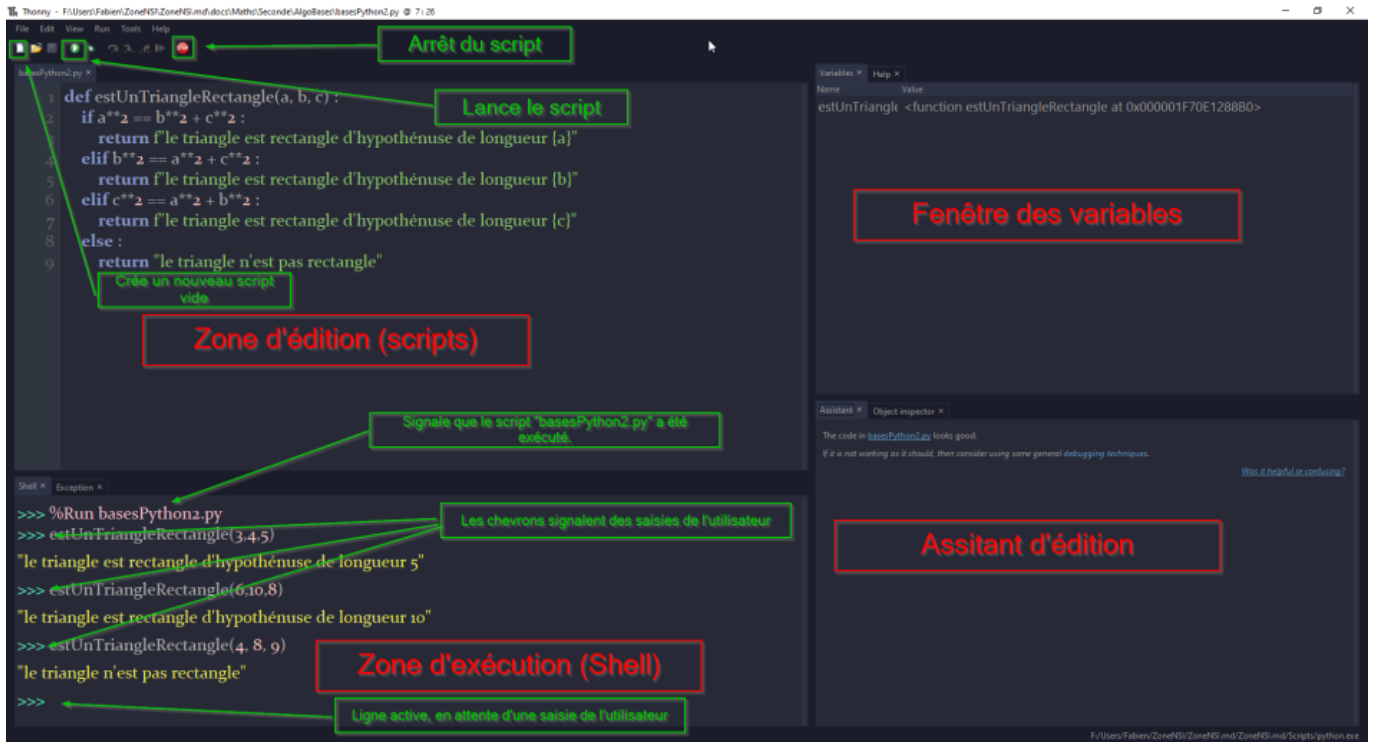 Thonny - F:\Users\Fabien\ZoneNSI\ZoneNSI.md\docs\Maths\Seconde\AlgoBases\basesPython2.py @ 7 : 26
File Edit View Run Tools Help
Arrêt du script
basesPython2.py ×
Lance le script
1 def estUnTriangleRectangle(a, b, c) :
2 if a**2 == b**2 + c**2 :
3 return f"le triangle est rectangle d'hypothénuse de longueur {a}"
4 elif b**2 == a**2 + c**2 :
5 return f"le triangle est rectangle d'hypothénuse de longueur {b}"
6 elif c**2 == a**2 + b**2 :
7 return f"le triangle est rectangle d'hypothénuse de longueur {c}"
8 else :
9 return "le triangle n'est pas rectangle"
Crée un nouveau script
vide
Zone d'édition (scripts)
Variables × Help ×
Name Value
estUnTriangle <function estUnTriangleRectangle at 0x000001F70E1288B0>
Fenêtre des variables
Signale que le script "basesPython2.py" a été
exécuté.
Shell × Exception ×
>>> %Run basesPython2.py
>>> estUnTriangleRectangle(3,4,5)
"le triangle est rectangle d'hypothénuse de longueur 5"
>>> estUnTriangleRectangle(6,10,8)
"le triangle est rectangle d'hypothénuse de longueur 10"
>>> estUnTriangleRectangle(4, 8, 9)
"le triangle n'est pas rectangle"
>>>
Les chevrons signalent des saisies de l'utilisateur
Zone d'exécution (Shell)
Ligne active, en attente d'une saisie de l'utilisateur
Assistant × Object inspector ×
The code in basesPython2.py looks good.
If it is not working as it should, then consider using some general debugging techniques.
Was it helpful or confusing?
Assitant d'édition
F:/Users/Fabien/ZoneNSI/ZoneNSI.md/ZoneNSI.md/Scripts/python.exe